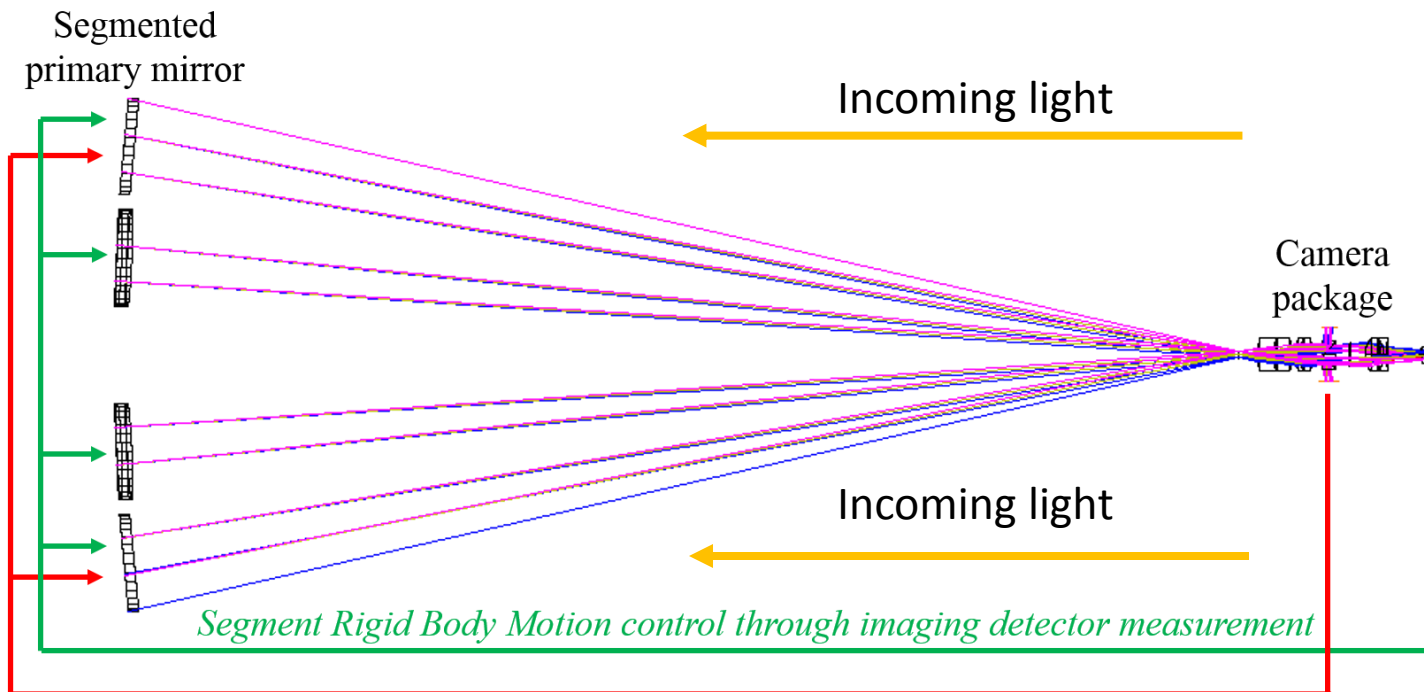 Segmented
primary mirror
Incoming light
Camera
package
Incoming light
Segment Rigid Body Motion control through imaging detector measurement